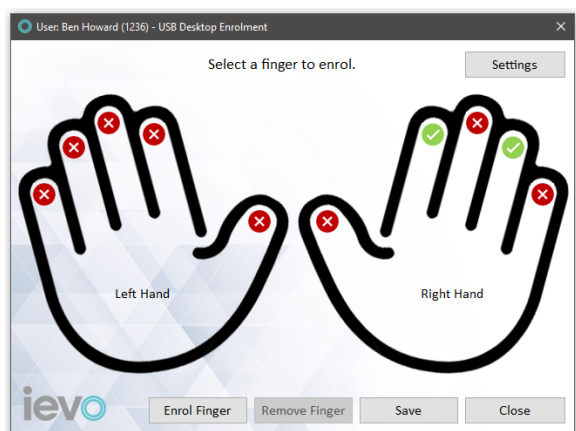 User: Ben Howard (1236) - USB Desktop Enrolment
Select a finger to enrol.
Settings
Left Hand
Right Hand
ievo
Enrol Finger
Remove Finger
Save
Close